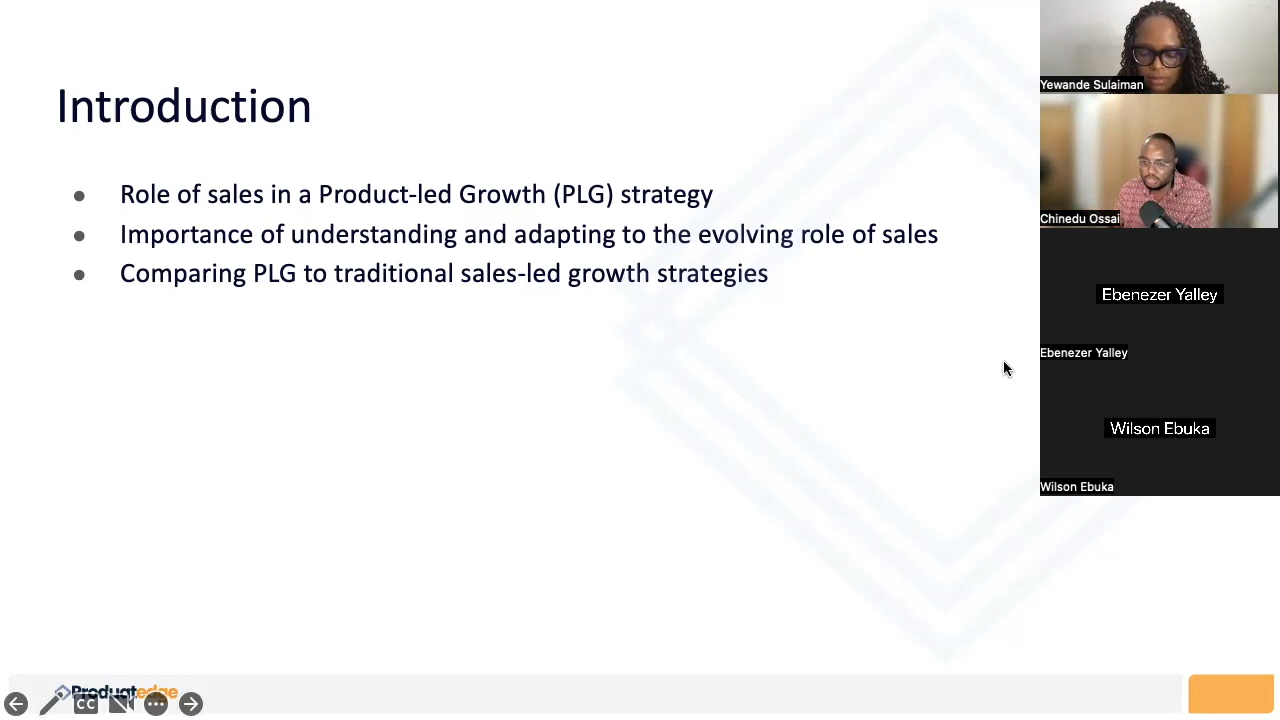 Introduction
● Role of sales in a Product-led Growth (PLG) strategy
● Importance of understanding and adapting to the evolving role of sales
● Comparing PLG to traditional sales-led growth strategies
Yewande Sulaiman
Chinedu Ossai
Ebenezer Yalley
Ebenezer Yalley
Wilson Ebuka
Wilson Ebuka
Productedge
CC